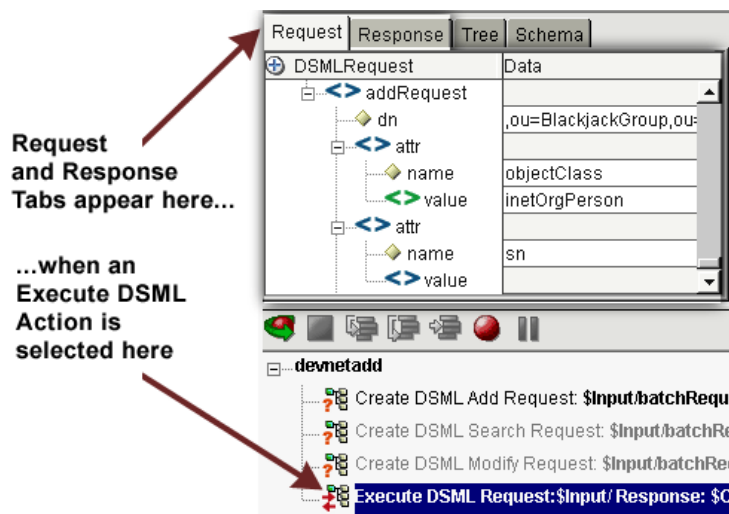 Request Response Tree Schema
DSMLRequest Data
addRequest
dn ,ou=BlackjackGroup,ou=
attr
name objectClass
value inetOrgPerson
attr
name sn
value
Request
and Response
Tabs appear here...
...when an
Execute DSML
Action is
selected here
devnetadd
Create DSML Add Request: $Input/batchRequ
Create DSML Search Request: $Input/batchRe
Create DSML Modify Request: $Input/batchRe
Execute DSML Request:$Input/ Response: $O